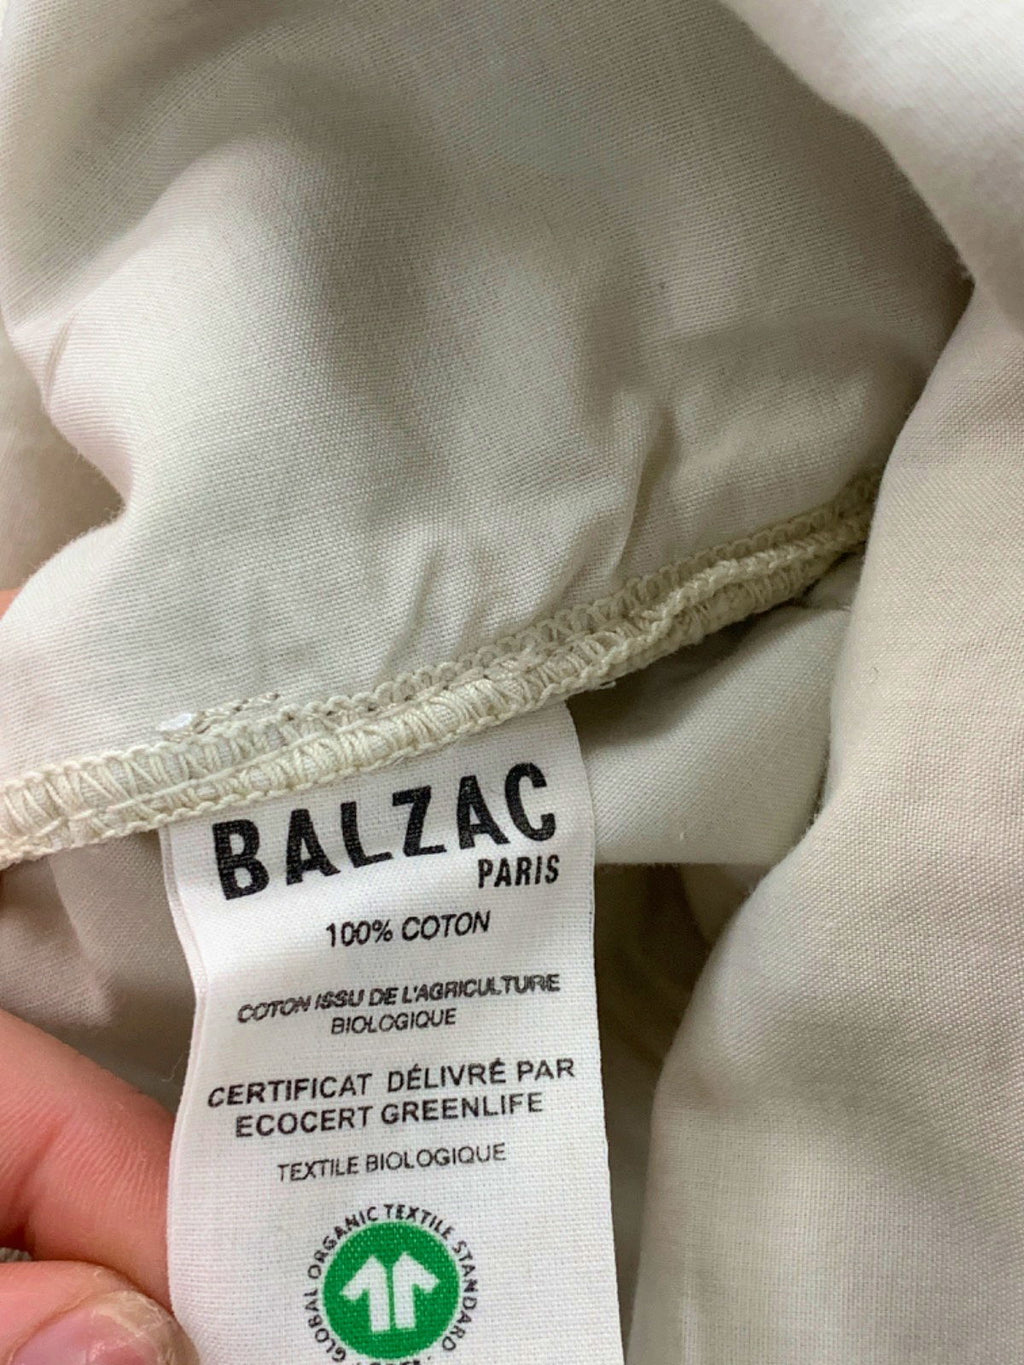 BALZAC
PARIS
100% COTON
COTON ISSU DE L'AGRICULTURE
BIOLOGIQUE
CERTIFICAT DÉLIVRÉ PAR
ECOCERT GREENLIFE
TEXTILE BIOLOGIQUE
GLOBAL ORGANIC TEXTILE STANDARD ·